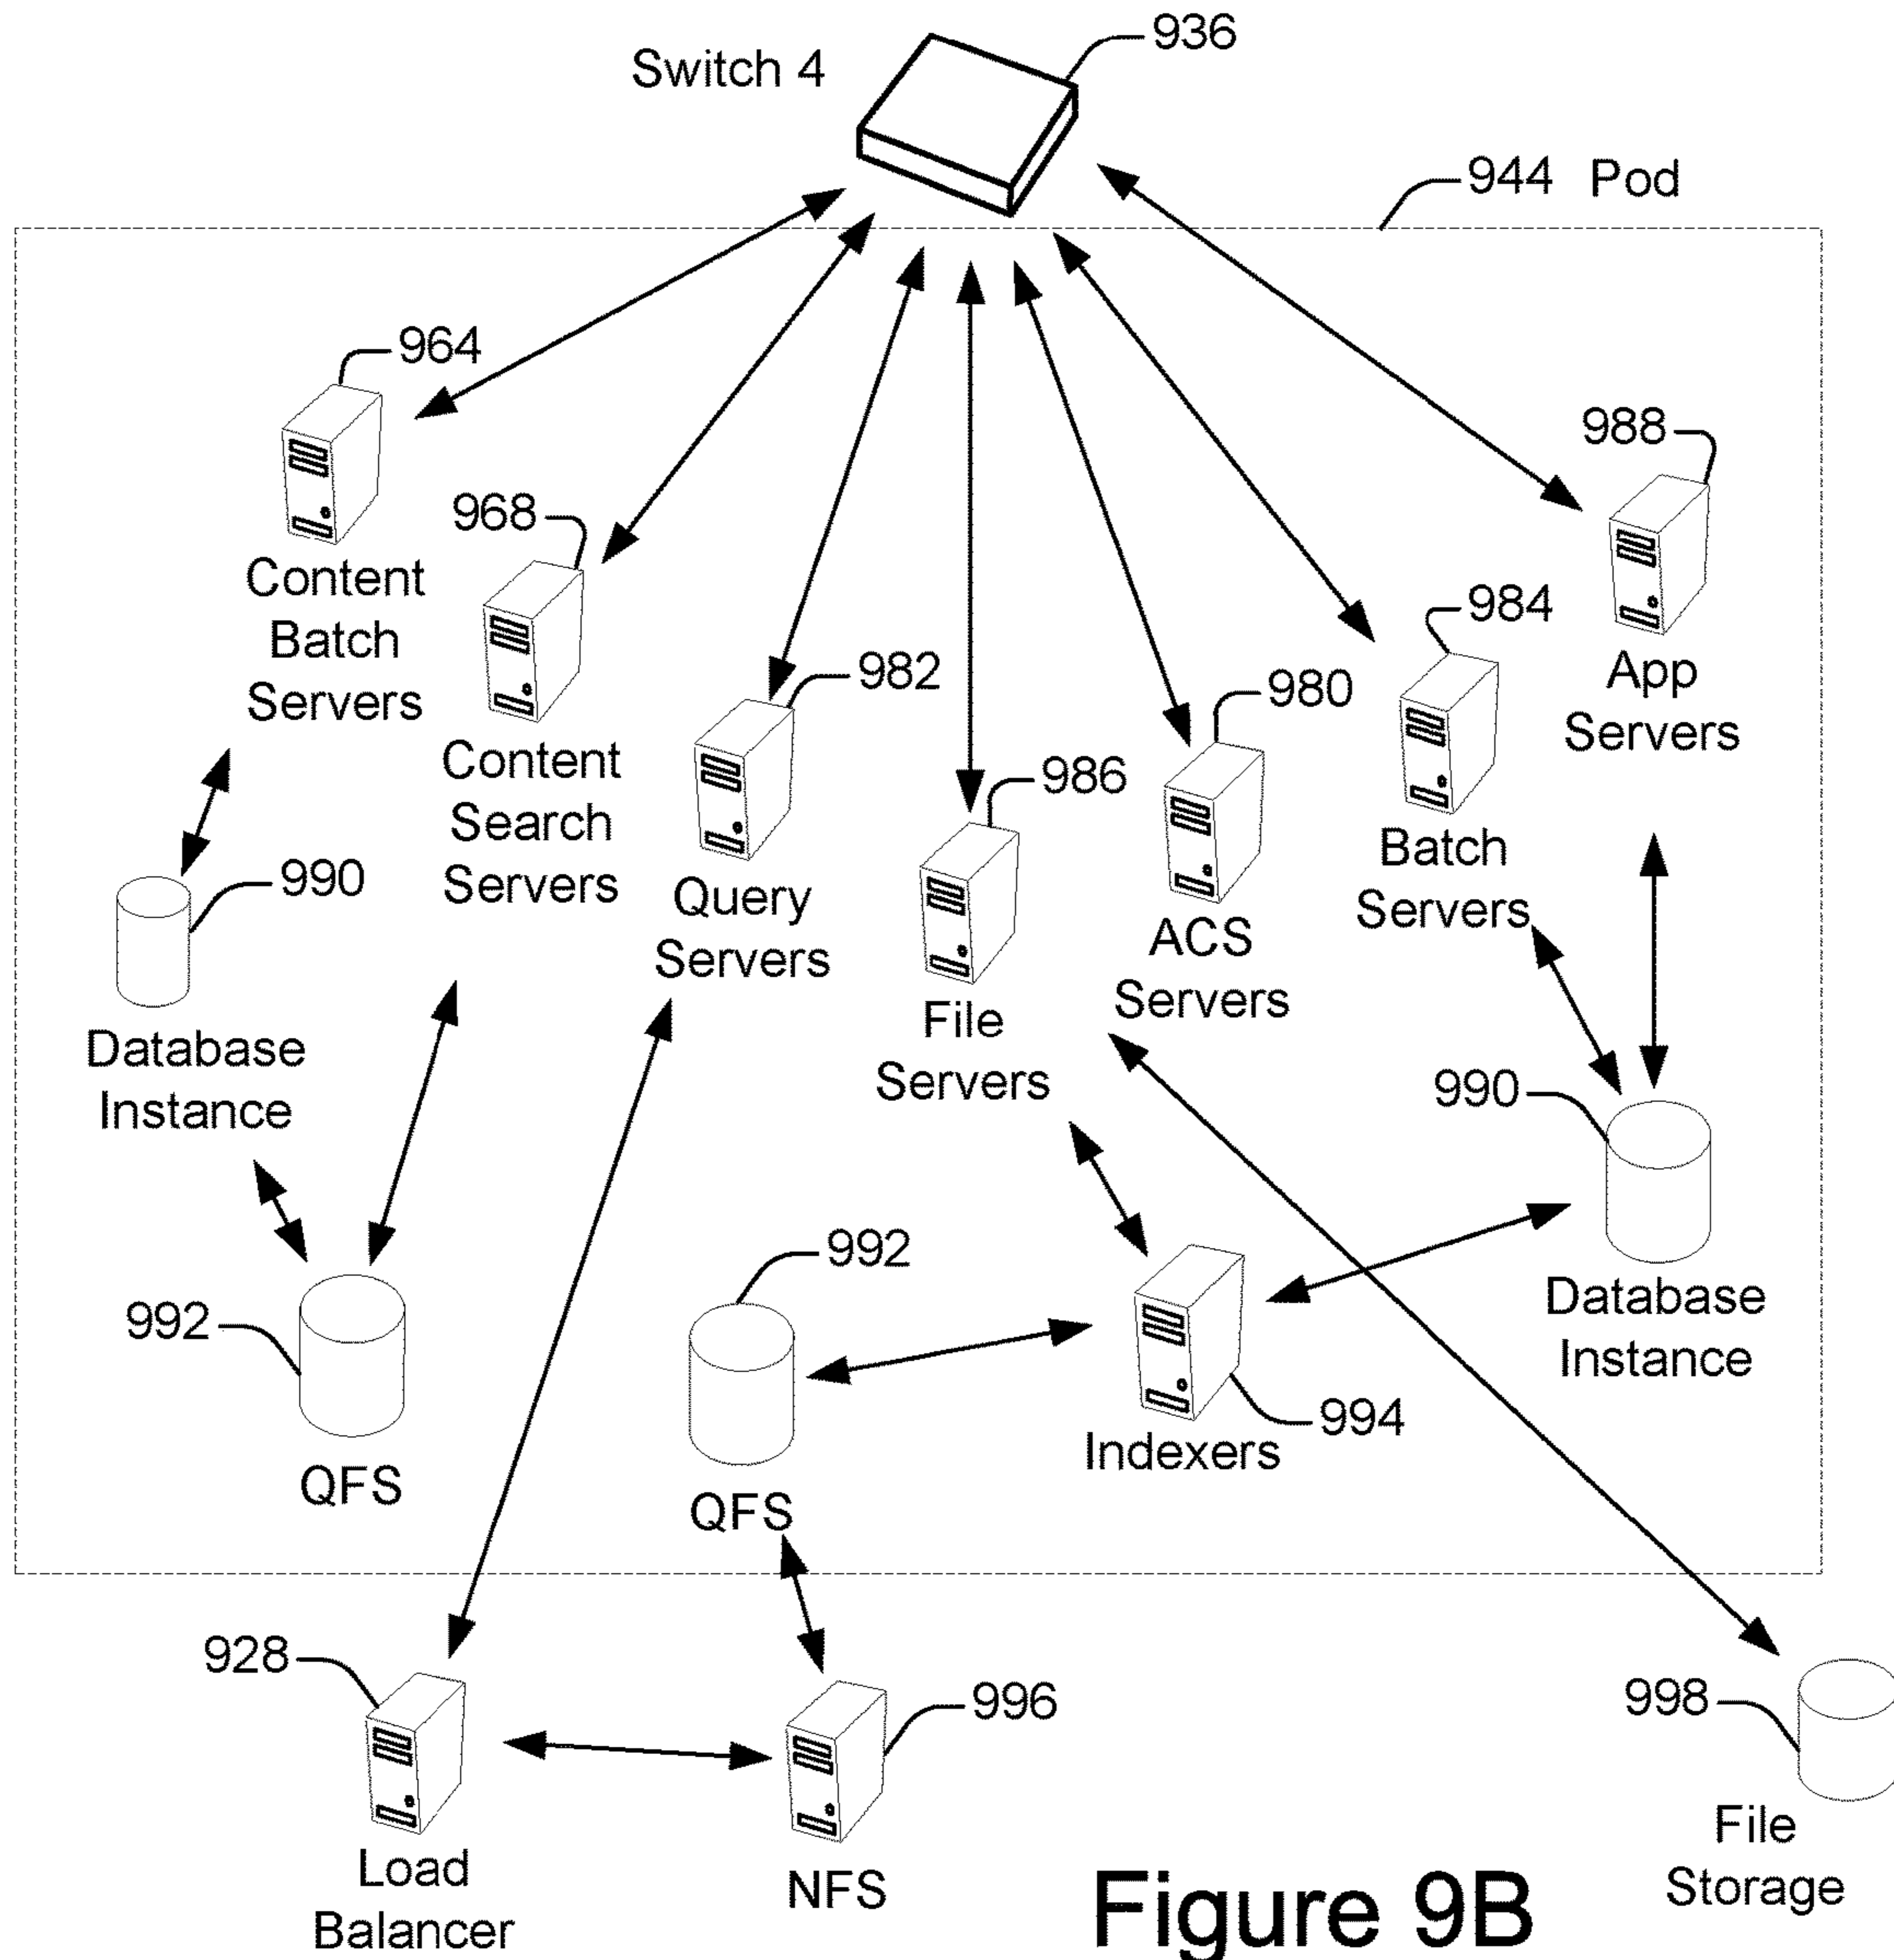 936
Switch 4
944 Pod
964
988
968
984
Content
Batch
Servers
982
980
App
Servers
Content
Search
Servers
986
Batch
Servers
990
Query
Servers
ACS
Servers
File
Servers
Database
Instance
990
992
992
Database
Instance
994
Indexers
QFS
QFS
928
996
998
Load
Balancer
NFS
File
Storage
Figure 9B